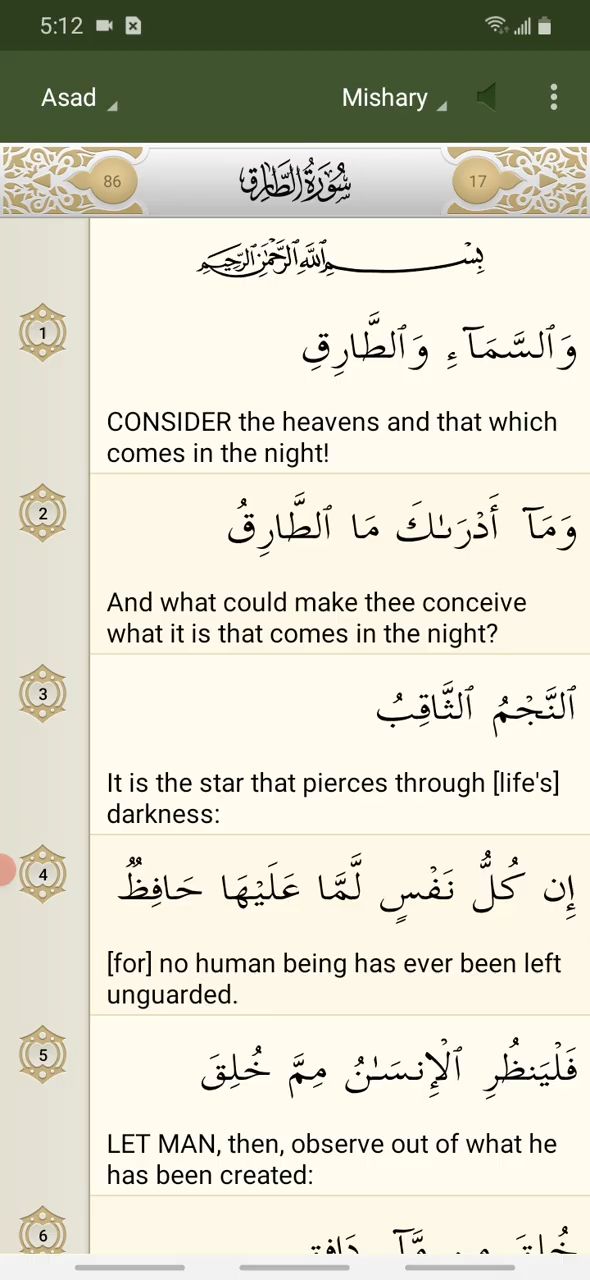 5:12
Asad
Mishary
86
سُورَةُ الطَّارِقِ
17
بِسْمِ اللَّهِ الرَّحْمَٰنِ الرَّحِيمِ
1
وَٱلسَّمَآءِ وَٱلطَّارِقِ
CONSIDER the heavens and that which
comes in the night!
2
وَمَآ أَدْرَىٰكَ مَا ٱلطَّارِقُ
And what could make thee conceive
what it is that comes in the night?
3
ٱلنَّجْمُ ٱلثَّاقِبُ
It is the star that pierces through [life's]
darkness:
4
إِن كُلُّ نَفْسٍ لَّمَّا عَلَيْهَا حَافِظٌ
[for] no human being has ever been left
unguarded.
5
فَلْيَنظُرِ ٱلْإِنسَـٰنُ مِمَّ خُلِقَ
LET MAN, then, observe out of what he
has been created:
6